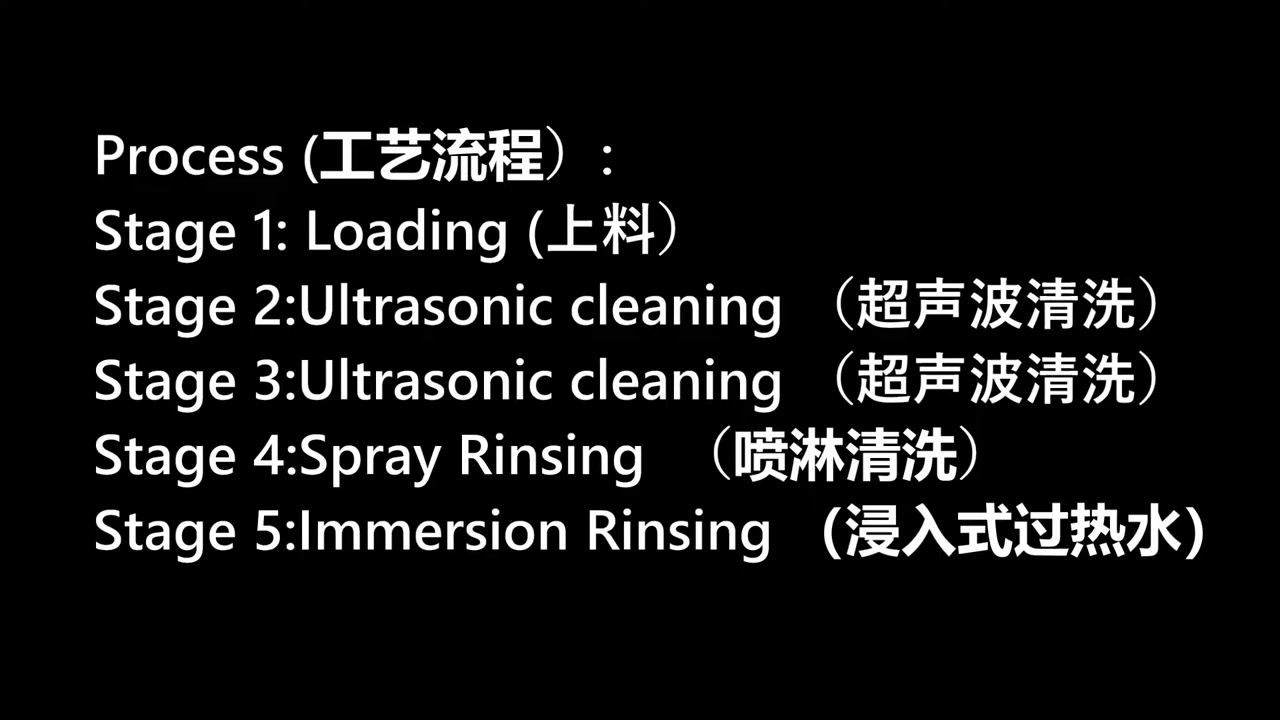 Process (工艺流程）:
Stage 1: Loading (上料）
Stage 2:Ultrasonic cleaning （超声波清洗）
Stage 3:Ultrasonic cleaning （超声波清洗）
Stage 4:Spray Rinsing （喷淋清洗）
Stage 5:Immersion Rinsing (浸入式过热水)